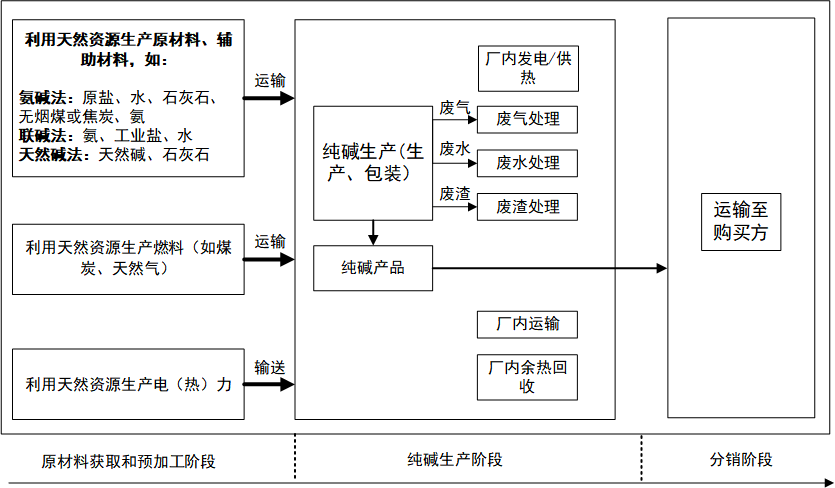 利用天然资源生产原材料、辅
助材料，如：
氨碱法：原盐、水、石灰石、
无烟煤或焦炭、氨
联碱法：氨、工业盐、水
天然碱法：天然碱、石灰石
运输
利用天然资源生产燃料（如煤
炭、天然气）
运输
利用天然资源生产电（热）力
输送
厂内发电/供
热
纯碱生产(生
产、包装）
废气
废气处理
废水
废水处理
废渣
废渣处理
纯碱产品
厂内运输
厂内余热回
收
运输至
购买方
原材料获取和预加工阶段
纯碱生产阶段
分销阶段